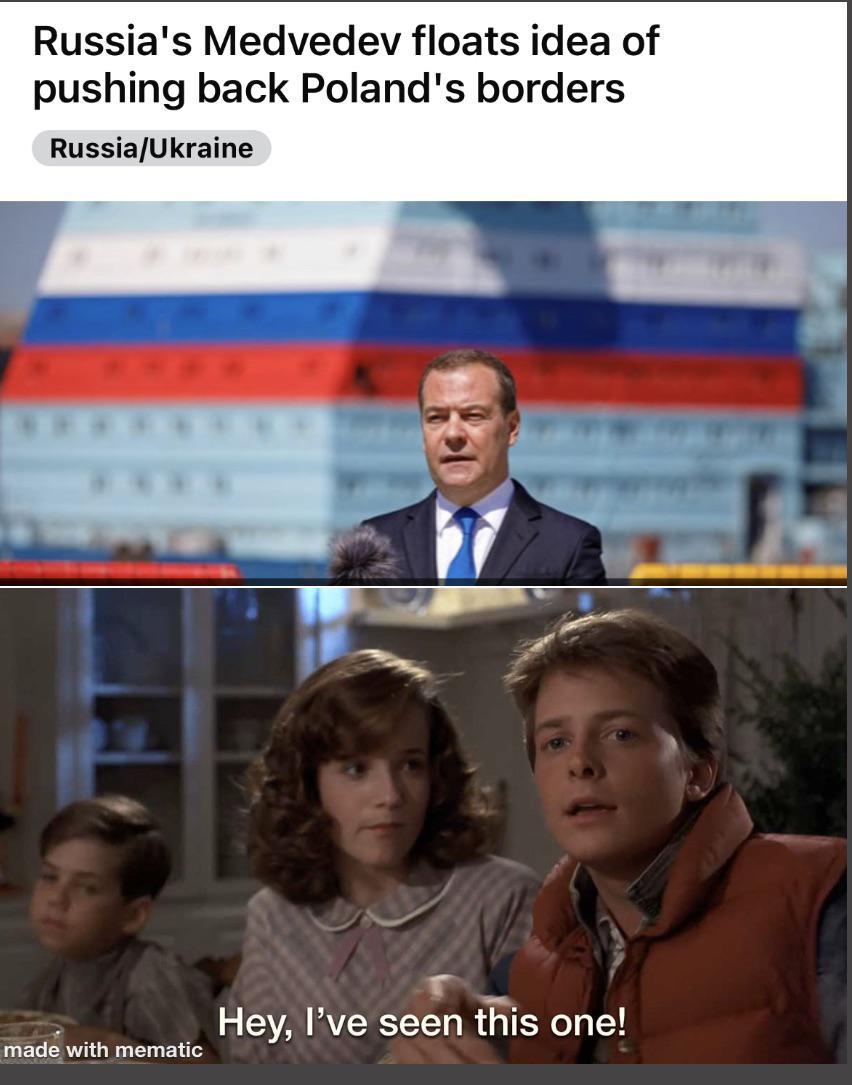 Russia's Medvedev floats idea of
pushing back Poland's borders
Russia/Ukraine
Hey, I've seen this one!
made with mematic